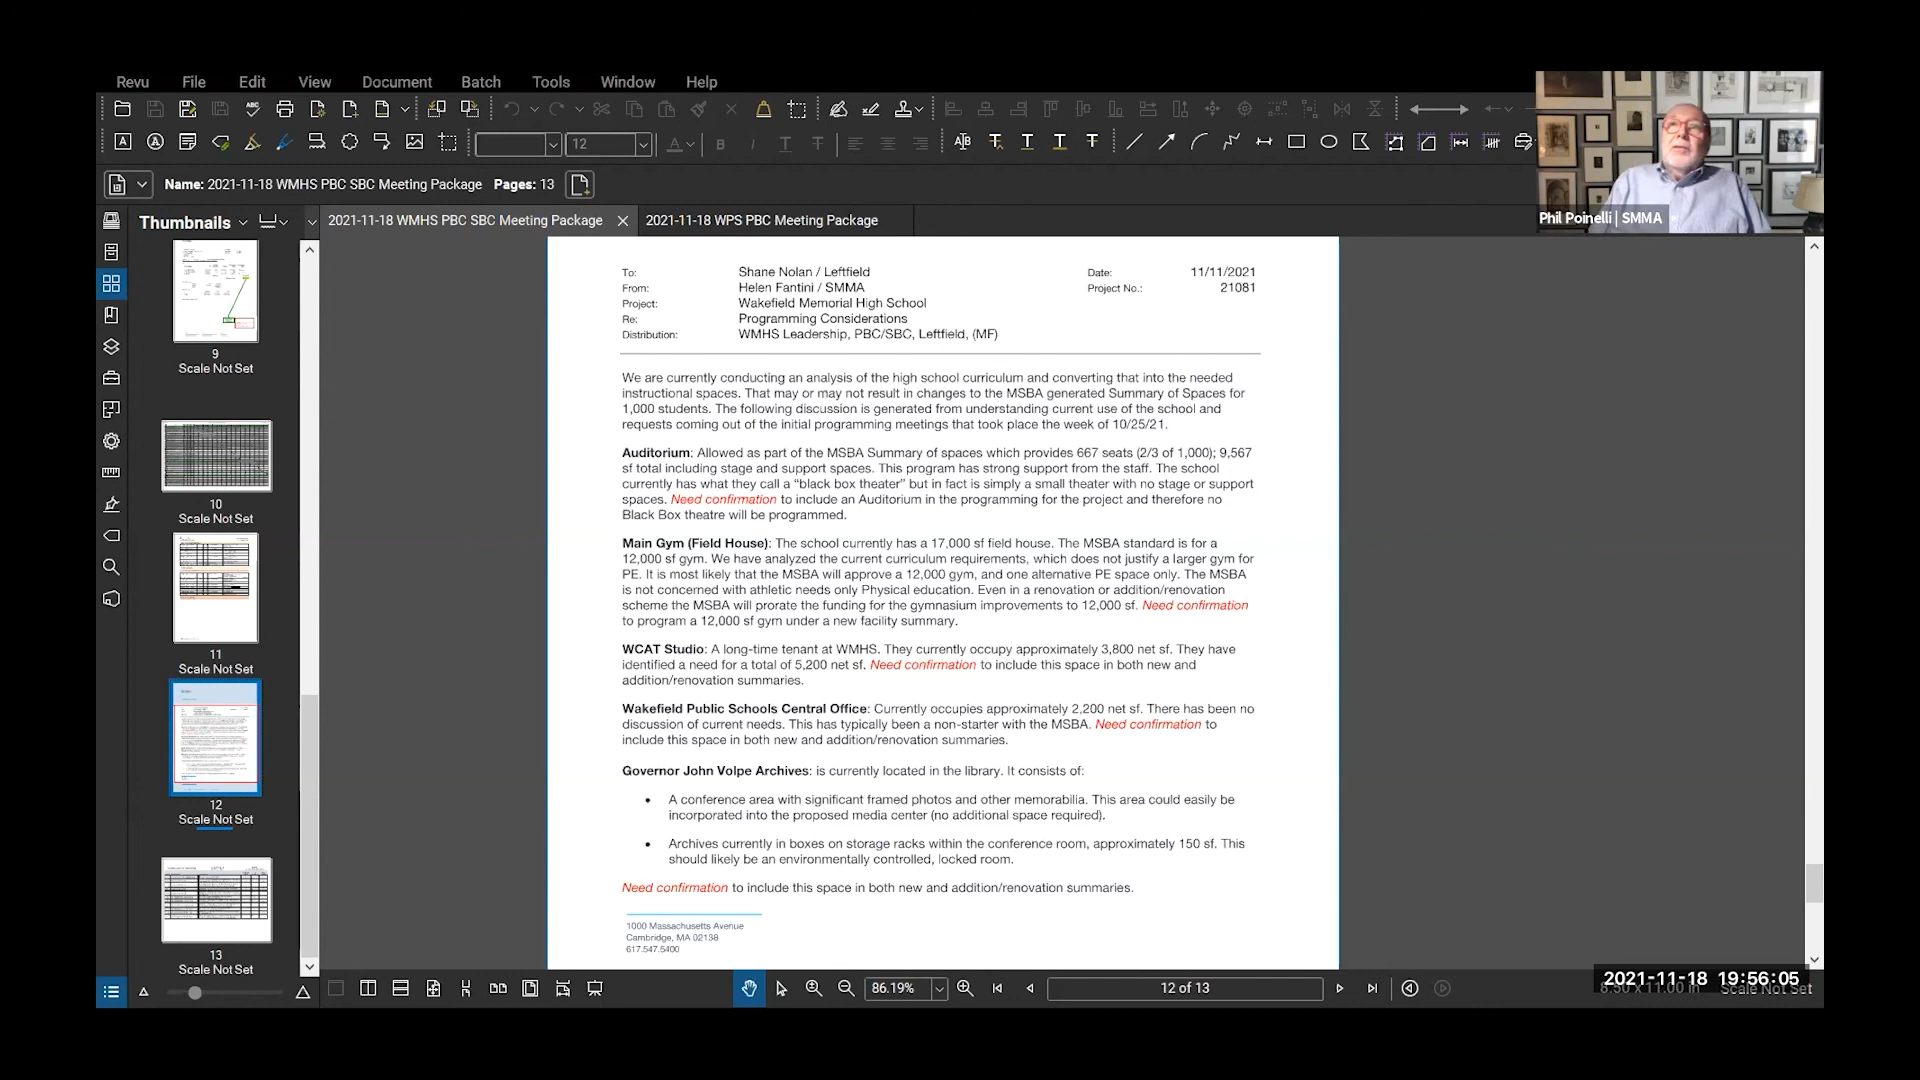 Revu File Edit View Document Batch Tools Window Help
12
Name: 2021-11-18 WMHS PBC SBC Meeting Package Pages: 13
Phil Poinelli | SMMA
Thumbnails
2021-11-18 WMHS PBC SBC Meeting Package
2021-11-18 WPS PBC Meeting Package
9
Scale Not Set
10
Scale Not Set
11
Scale Not Set
12
Scale Not Set
13
Scale Not Set
To: Shane Nolan / Leftfield Date: 11/11/2021
From: Helen Fantini / SMMA Project No.: 21081
Project: Wakefield Memorial High School
Re: Programming Considerations
Distribution: WMHS Leadership, PBC/SBC, Leftfield, (MF)
We are currently conducting an analysis of the high school curriculum and converting that into the needed
instructional spaces. That may or may not result in changes to the MSBA generated Summary of Spaces for
1,000 students. The following discussion is generated from understanding current use of the school and
requests coming out of the initial programming meetings that took place the week of 10/25/21.
Auditorium: Allowed as part of the MSBA Summary of spaces which provides 667 seats (2/3 of 1,000); 9,567
sf total including stage and support spaces. This program has strong support from the staff. The school
currently has what they call a “black box theater” but in fact is simply a small theater with no stage or support
spaces. Need confirmation to include an Auditorium in the programming for the project and therefore no
Black Box theatre will be programmed.
Main Gym (Field House): The school currently has a 17,000 sf field house. The MSBA standard is for a
12,000 sf gym. We have analyzed the current curriculum requirements, which does not justify a larger gym for
PE. It is most likely that the MSBA will approve a 12,000 gym, and one alternative PE space only. The MSBA
is not concerned with athletic needs only Physical education. Even in a renovation or addition/renovation
scheme the MSBA will prorate the funding for the gymnasium improvements to 12,000 sf. Need confirmation
to program a 12,000 sf gym under a new facility summary.
WCAT Studio: A long-time tenant at WMHS. They currently occupy approximately 3,800 net sf. They have
identified a need for a total of 5,200 net sf. Need confirmation to include this space in both new and
addition/renovation summaries.
Wakefield Public Schools Central Office: Currently occupies approximately 2,200 net sf. There has been no
discussion of current needs. This has typically been a non-starter with the MSBA. Need confirmation to
include this space in both new and addition/renovation summaries.
Governor John Volpe Archives: is currently located in the library. It consists of:
• A conference area with significant framed photos and other memorabilia. This area could easily be
incorporated into the proposed media center (no additional space required).
• Archives currently in boxes on storage racks within the conference room, approximately 150 sf. This
should likely be an environmentally controlled, locked room.
Need confirmation to include this space in both new and addition/renovation summaries.
1000 Massachusetts Avenue
Cambridge, MA 02138
617.547.5400
86.19%
12 of 13
2021-11-18 19:56:05
8.50 x 11.00 in Scale Not Set